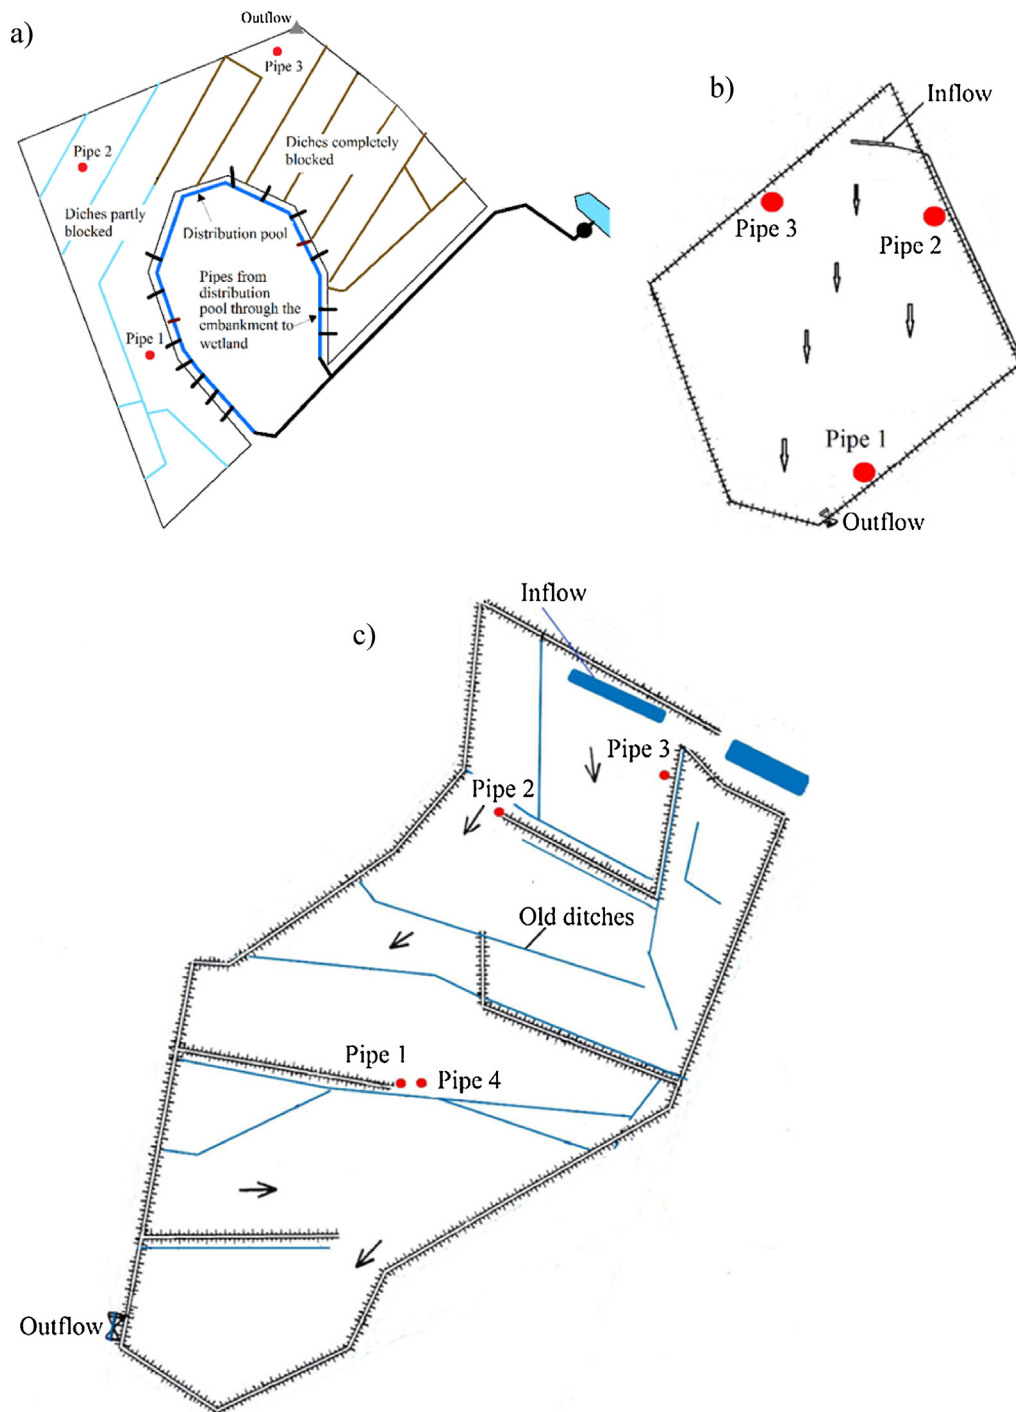 a)
Outflow
Pipe 3
Diches completely
blocked
Pipe 2
Diches partly
blocked
Distribution pool
Pipes from
distribution
pool through the
embankment to
wetland
Pipe 1
b)
Inflow
Pipe 3
Pipe 2
Pipe 1
Outflow
c)
Inflow
Pipe 3
Pipe 2
Old ditches
Pipe 1
Pipe 4
Outflow